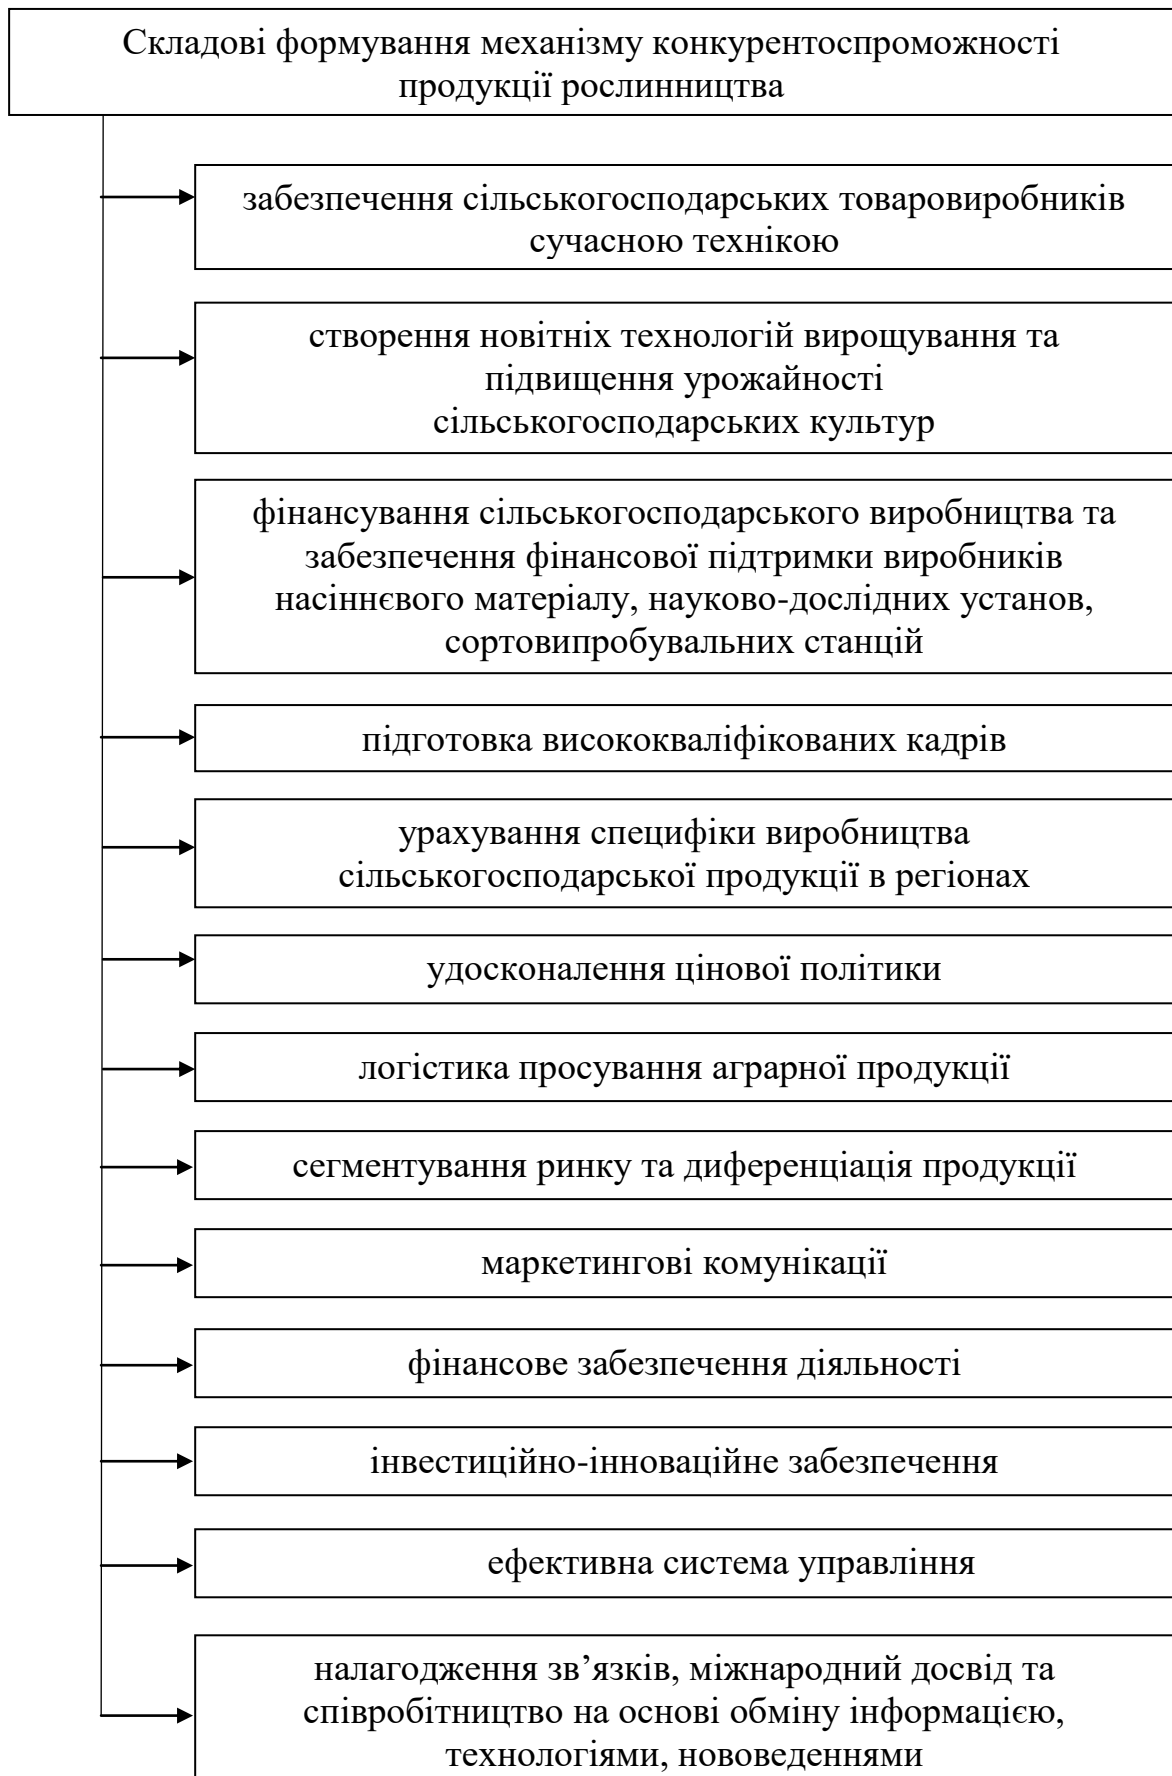 Складові формування механізму конкурентоспроможності
продукції рослинництва
забезпечення сільськогосподарських товаровиробників
сучасною технікою
створення новітніх технологій вирощування та
підвищення урожайності
сільськогосподарських культур
фінансування сільськогосподарського виробництва та
забезпечення фінансової підтримки виробників
насіннєвого матеріалу, науково-дослідних установ,
сортовипробувальних станцій
підготовка висококваліфікованих кадрів
урахування специфіки виробництва
сільськогосподарської продукції в регіонах
удосконалення цінової політики
логістика просування аграрної продукції
сегментування ринку та диференціація продукції
маркетингові комунікації
фінансове забезпечення діяльності
інвестиційно-інноваційне забезпечення
ефективна система управління
налагодження зв’язків, міжнародний досвід та
співробітництво на основі обміну інформацією,
технологіями, нововеденнями